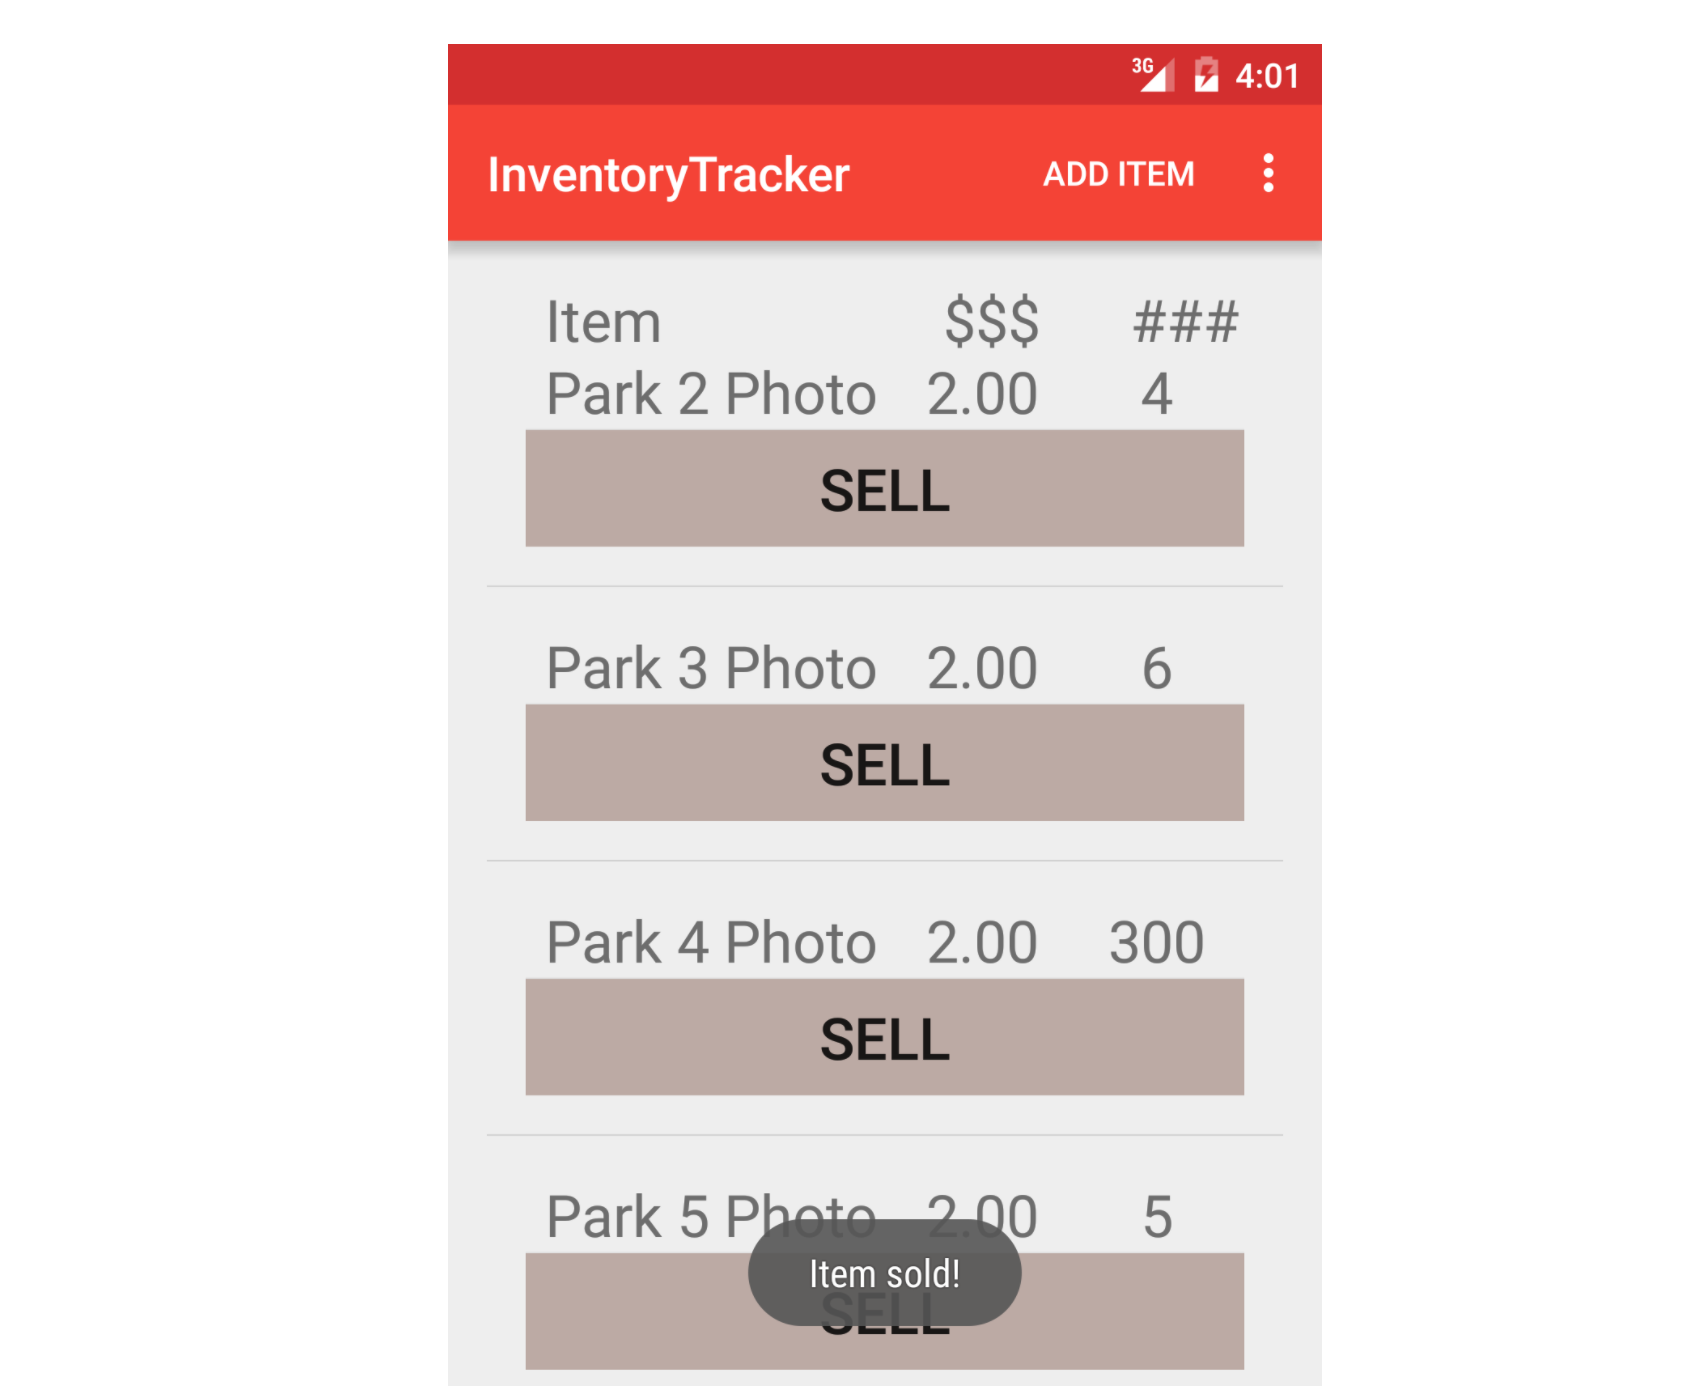 3G 4:01
InventoryTracker ADD ITEM
Item $$$ ###
Park 2 Photo 2.00 4
SELL
Park 3 Photo 2.00 6
SELL
Park 4 Photo 2.00 300
SELL
Park 5 Photo 2.00 5
Item sold!
SELL